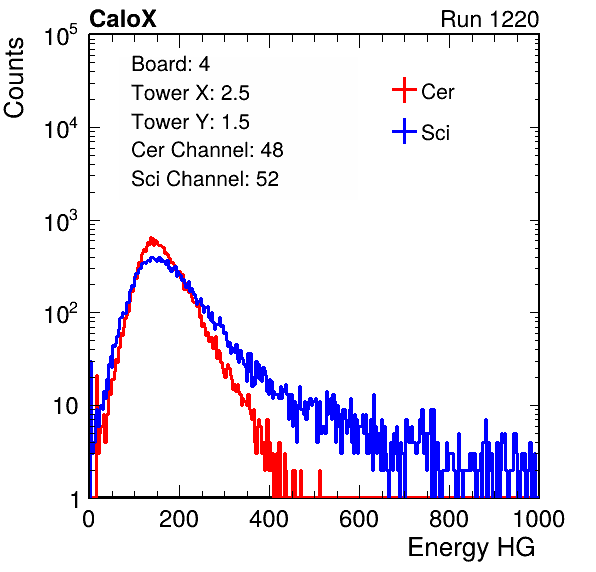 CaloX Run 1220
Counts
10^5
10^4
10^3
10^2
10
1
Board: 4
Tower X: 2.5
Tower Y: 1.5
Cer Channel: 48
Sci Channel: 52
Cer
Sci
0 200 400 600 800 1000
Energy HG